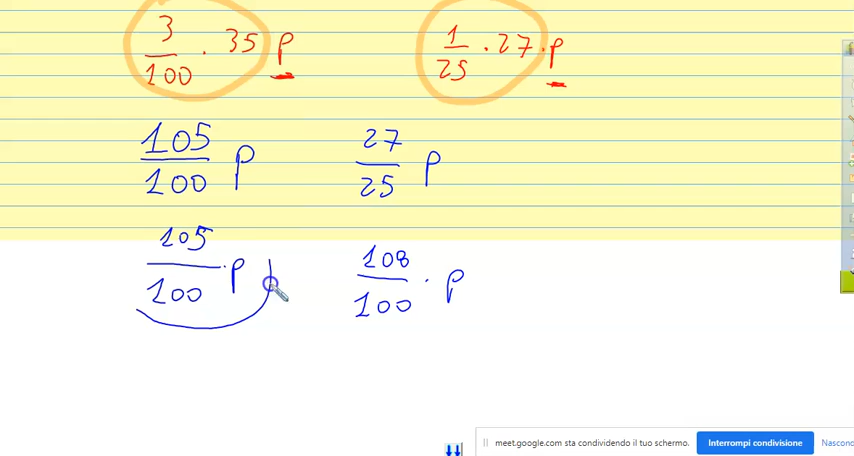 3/100 · 35 p
1/25 · 27 · p
105/100 p
27/25 p
105/100 · p
108/100 · p
meet.google.com sta condividendo il tuo schermo.
Interrompi condivisione
Nascond